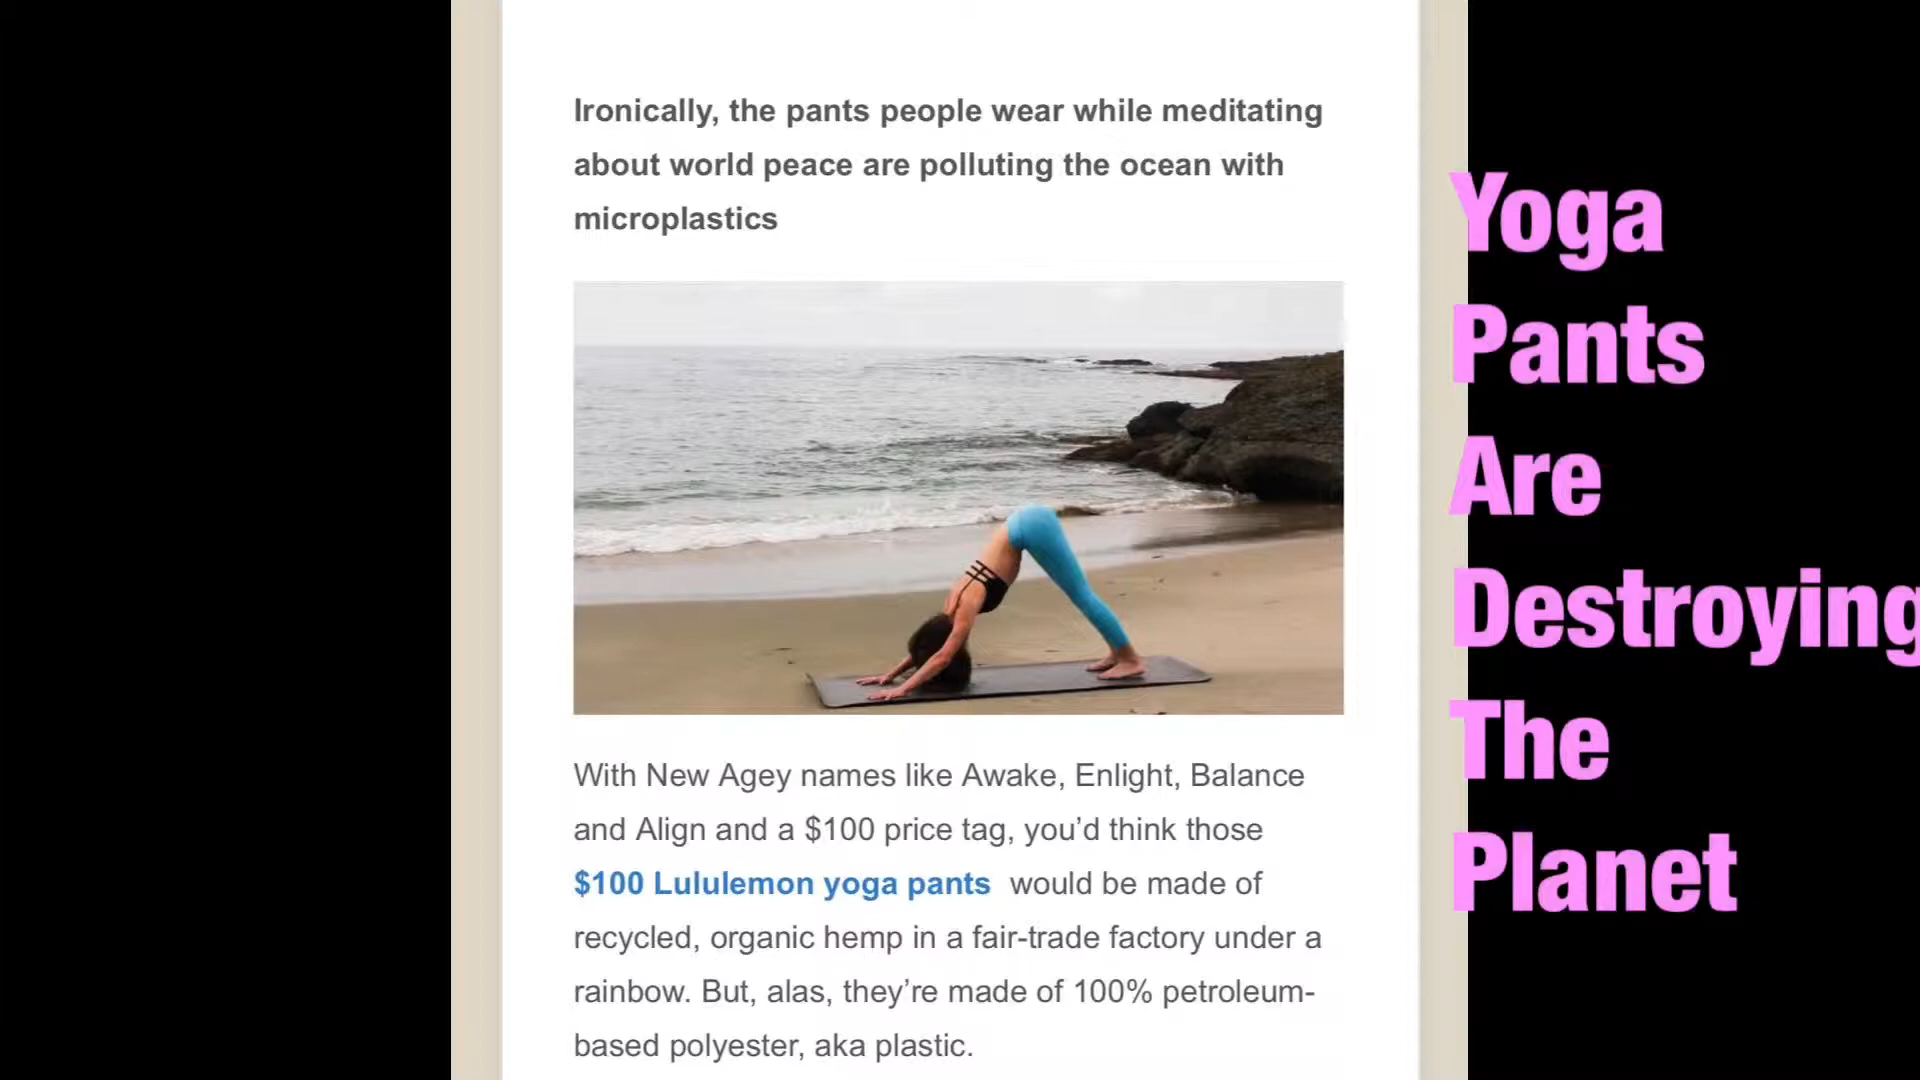 Ironically, the pants people wear while meditating
about world peace are polluting the ocean with
microplastics
With New Agey names like Awake, Enlight, Balance
and Align and a $100 price tag, you’d think those
$100 Lululemon yoga pants would be made of
recycled, organic hemp in a fair-trade factory under a
rainbow. But, alas, they’re made of 100% petroleum-
based polyester, aka plastic.
Yoga
Pants
Are
Destroying
The
Planet